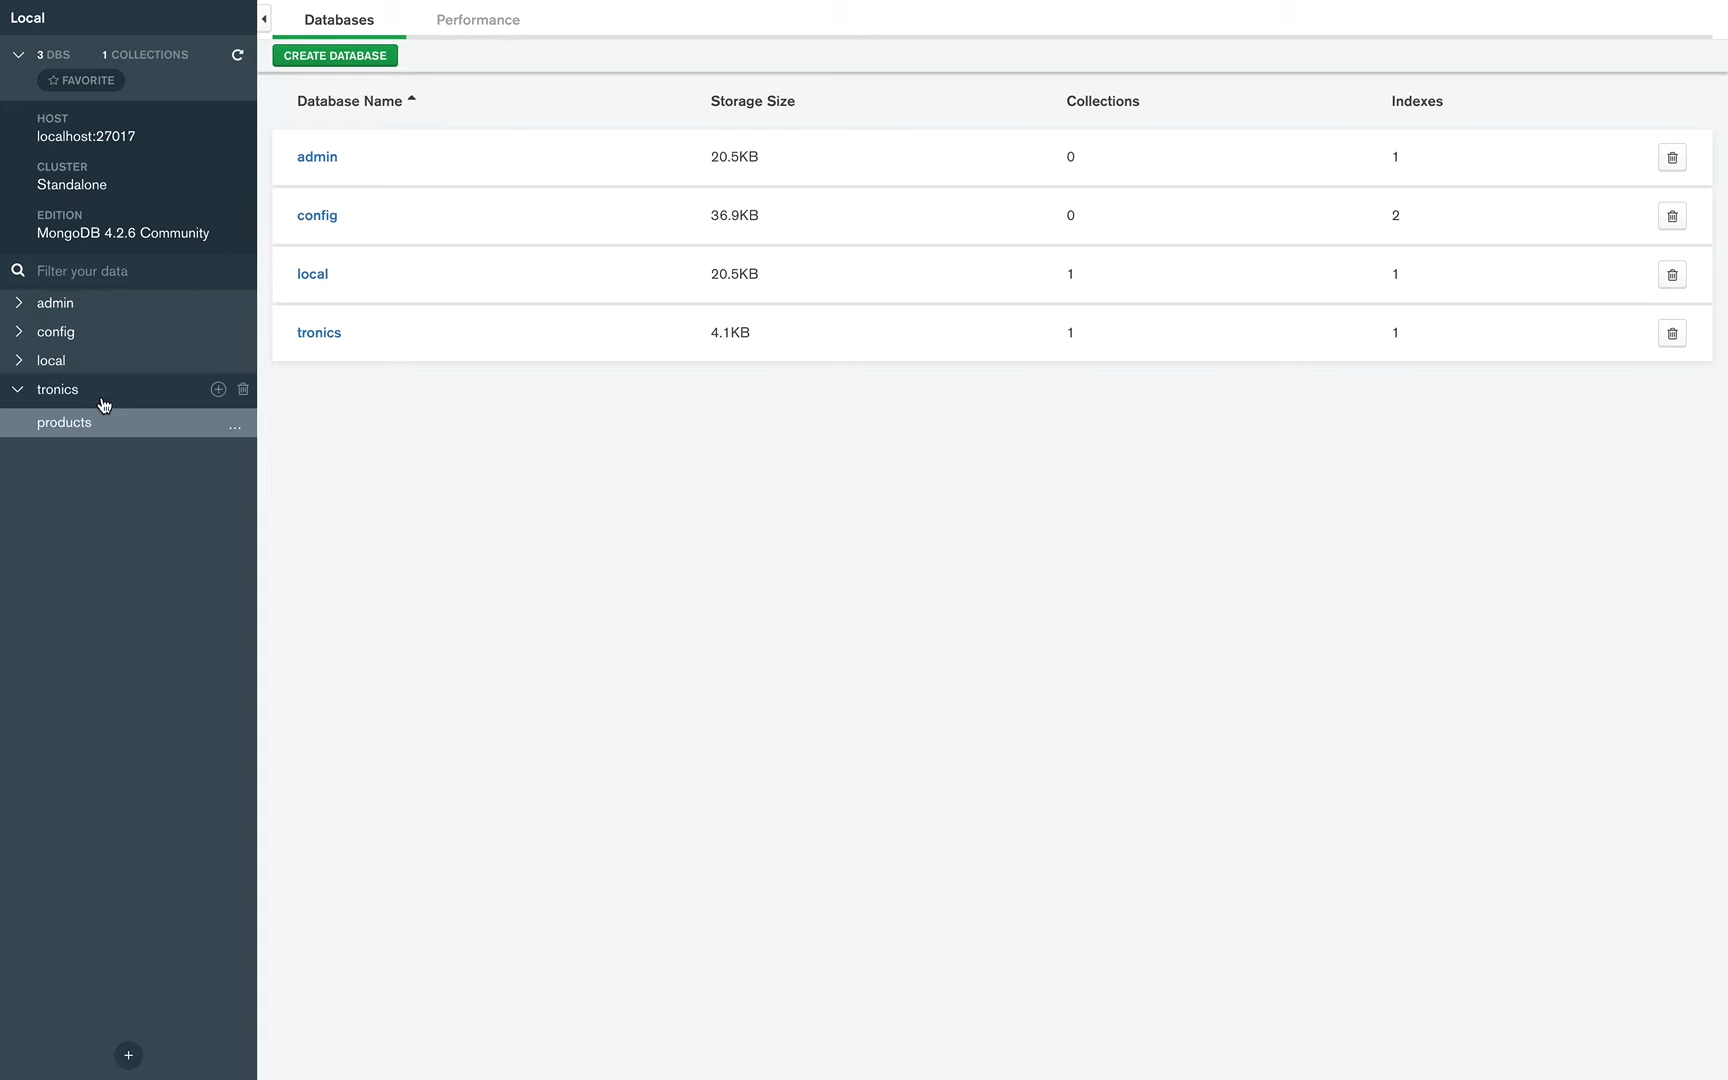 Local
3 DBS 1 COLLECTIONS
FAVORITE
HOST
localhost:27017
CLUSTER
Standalone
EDITION
MongoDB 4.2.6 Community
Filter your data
admin
config
local
tronics
products ...
Databases Performance
CREATE DATABASE
Database Name Storage Size Collections Indexes
admin 20.5KB 0 1
config 36.9KB 0 2
local 20.5KB 1 1
tronics 4.1KB 1 1